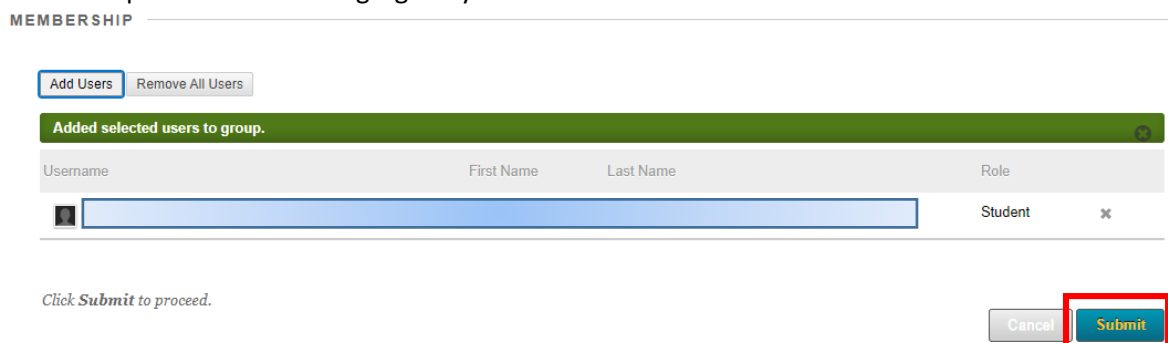 MEMBERSHIP
Add Users Remove All Users
Added selected users to group.
Username First Name Last Name Role
Student
Click Submit to proceed.
Cancel Submit